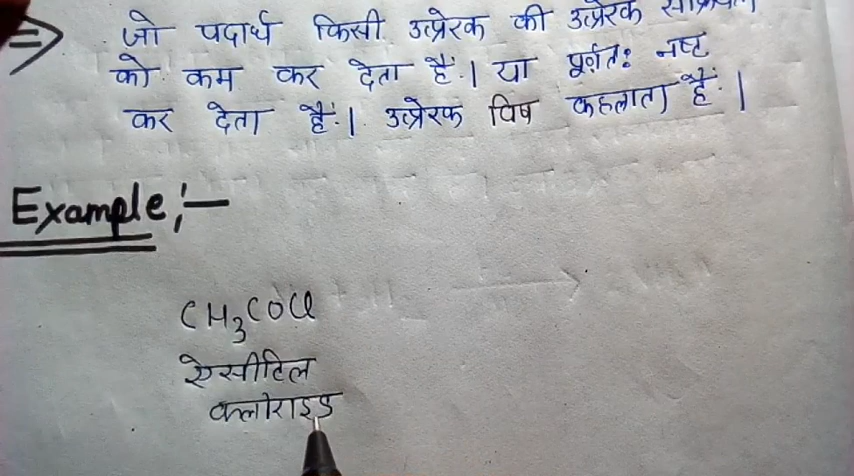 ⇒ जो पदार्थ किसी उत्प्रेरक की उत्प्रेरक
को कम कर देता है:। या पूर्णतः नष्ट
कर देता है:। उत्प्रेरक विष कहलाता है:।
Example;—
CH₃COCl
ऐसीटिल
क्लोराइड